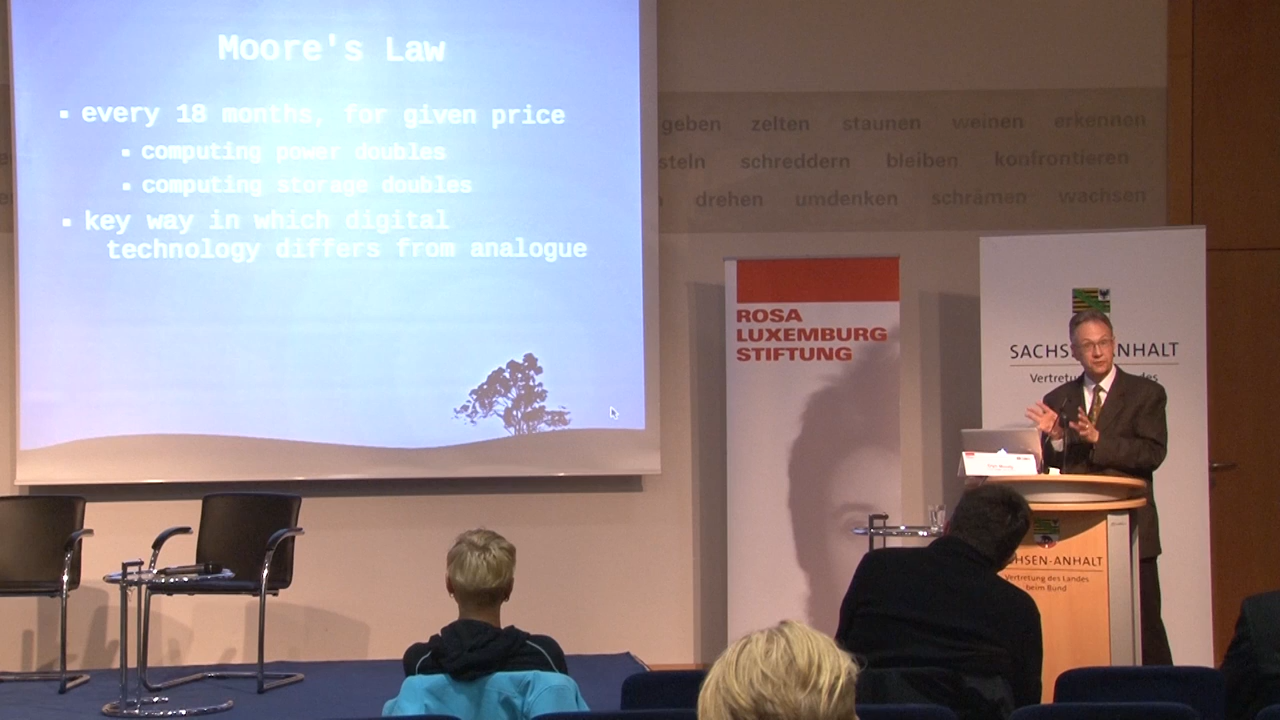 Moore's Law
▪ every 18 months, for given price
▪ computing power doubles
▪ computing storage doubles
▪ key way in which digital
technology differs from analogue
geben zelten staunen weinen erkennen
schreddern bleiben konfrontieren
drehen umdenken schrämen wachsen
ROSA
LUXEMBURG
STIFTUNG
SACHSEN-ANHALT
Vertretung des Landes
CHSEN-ANHALT
Vertretung des Landes
beim Bund